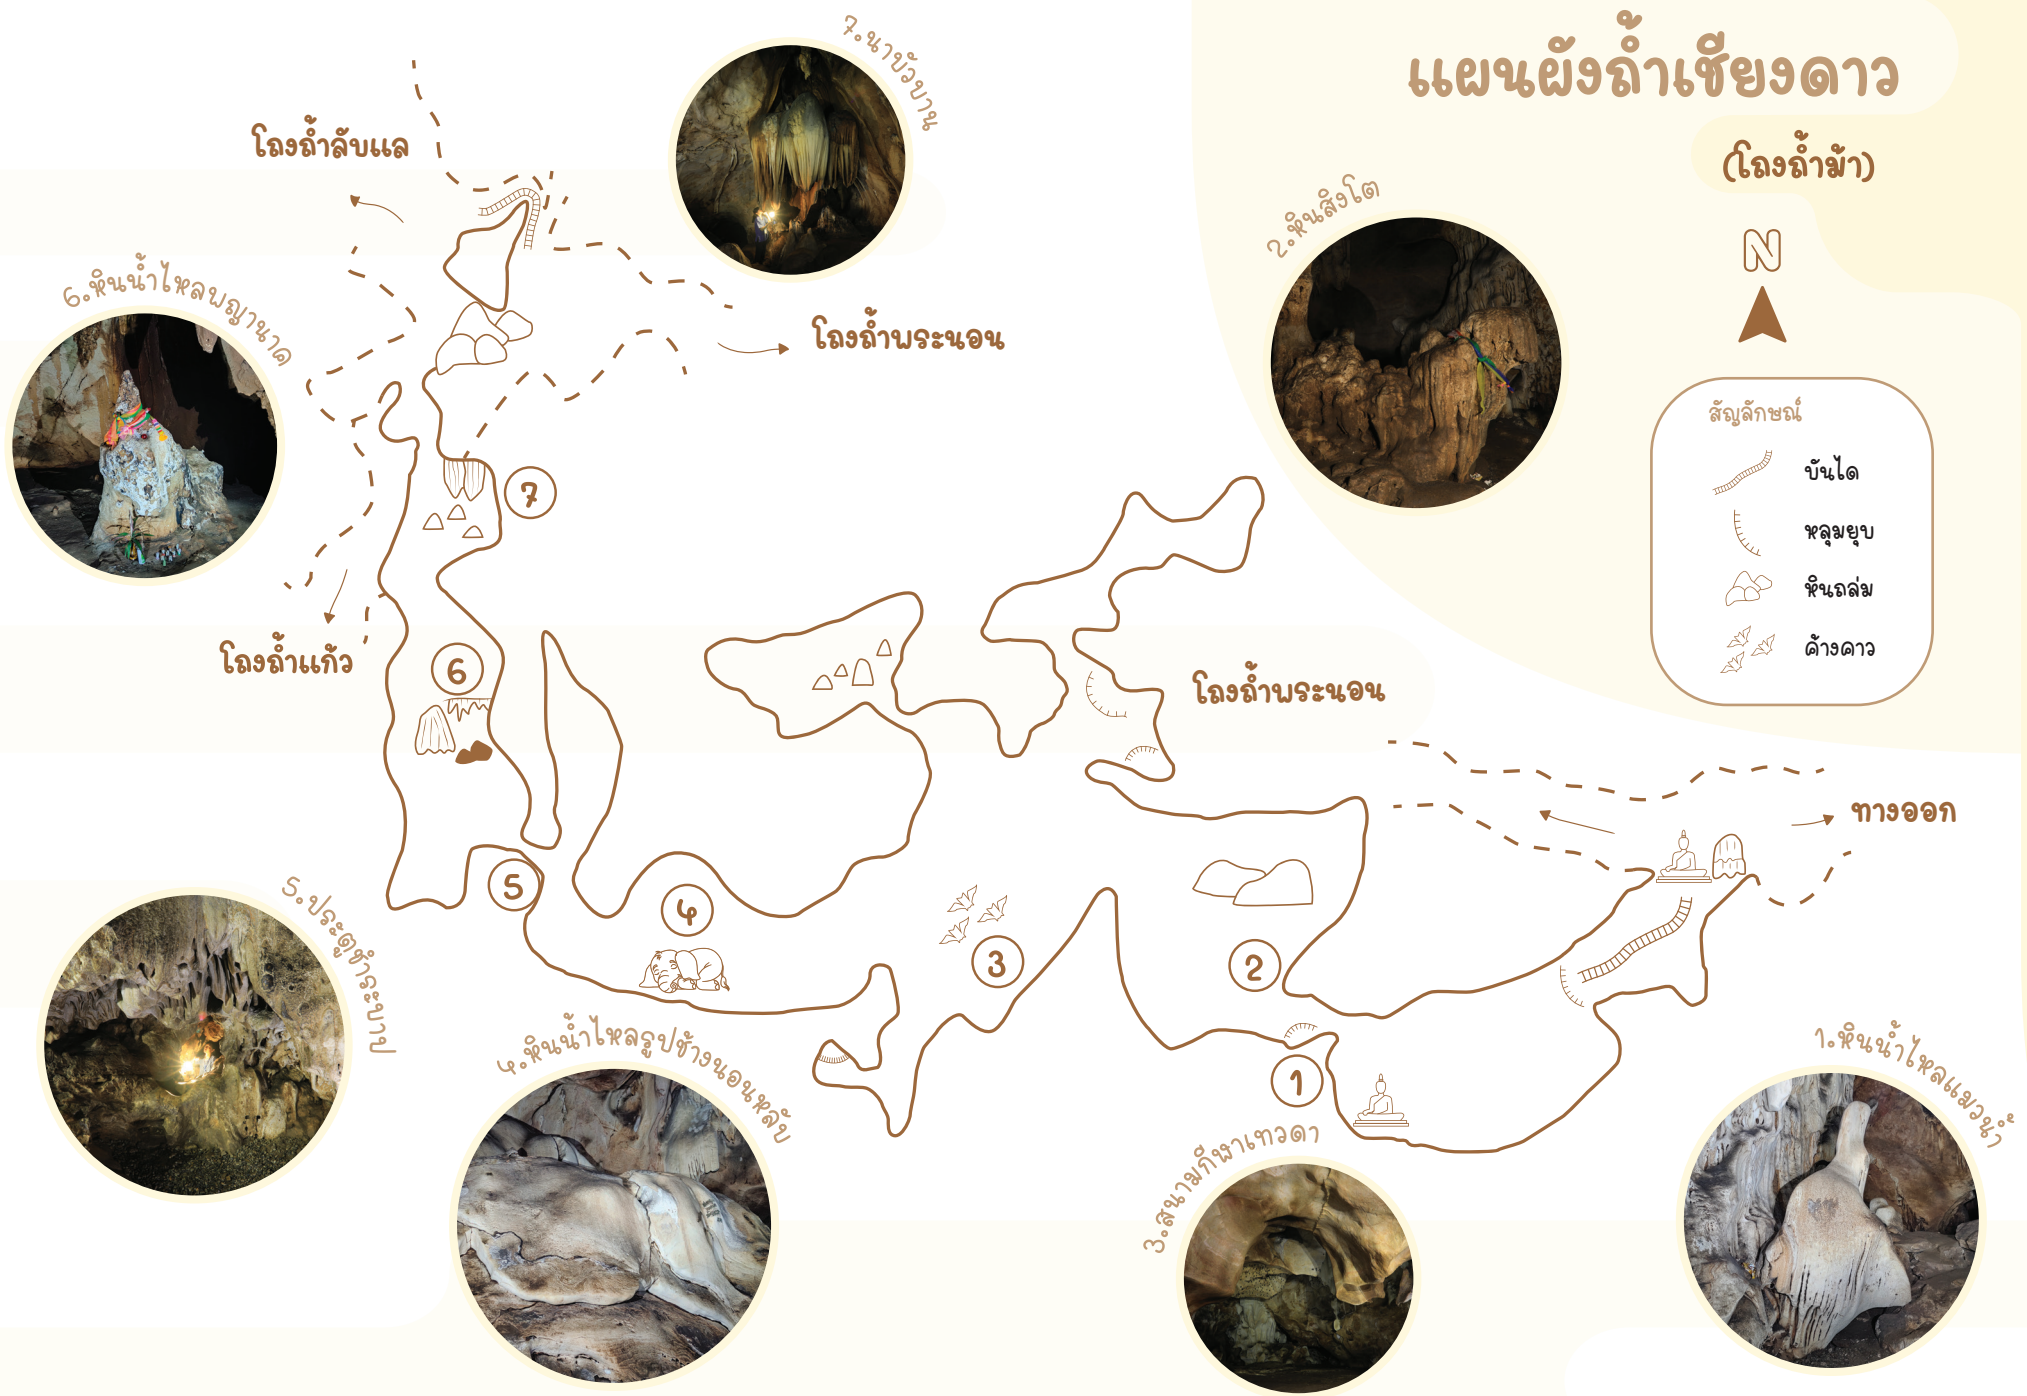 แผนผังถ้ำเชียงดาว
(โถงถ้ำม้า)
N
สัญลักษณ์
บันได
หลุมยุบ
หินถล่ม
ค้างคาว
7.นาบัวบาน
โถงถ้ำลับแล
2.หินสิงโต
6.หินน้ำไหลพญานาค
โถงถ้ำพระนอน
7
โถงถ้ำแก้ว
6
โถงถ้ำพระนอน
ทางออก
5
4
3
2
1
5.ประตูชำระบาป
4.หินน้ำไหลรูปช้างนอนหลับ
3.สนามกีฬาเทวดา
1.หินน้ำไหลแมวน้ำ